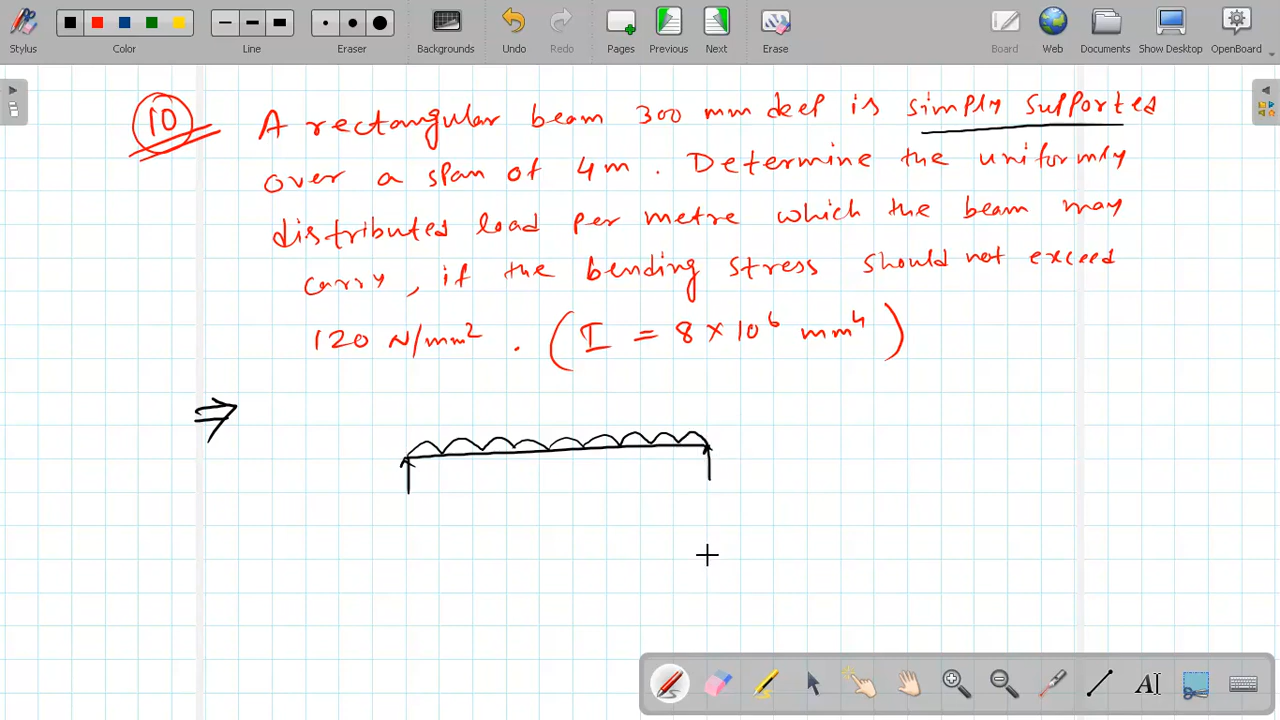 Stylus Color Line Eraser Backgrounds Undo Redo Pages Previous Next Erase Board Web Documents Show Desktop OpenBoard
10 A rectangular beam 300 mm deep is simply supported
over a span of 4m. Determine the uniformly
distributed load per metre which the beam may
carry, if the bending stress should not exceed
120 N/mm². (I = 8 × 10⁶ mm⁴)
⇒